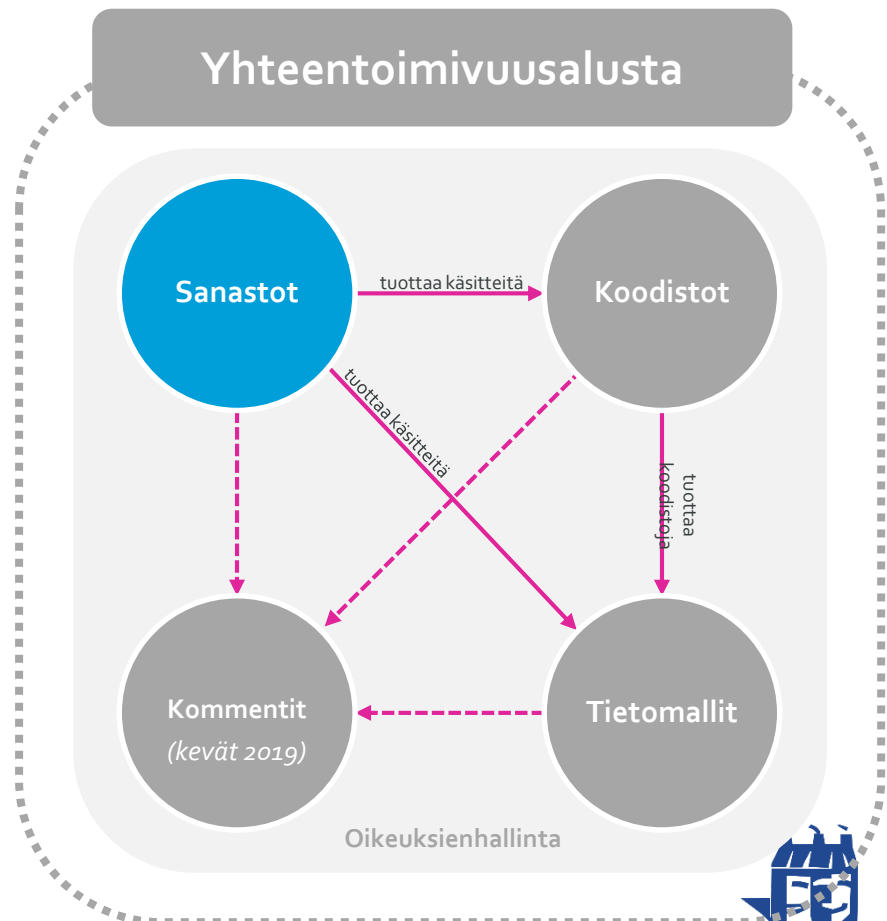 Yhteentoimivuusalusta
Sanastot
tuottaa käsitteitä
Koodistot
tuottaa käsitteitä
tuottaa
koodistoja
Kommentit
(kevät 2019)
Tietomallit
Oikeuksienhallinta